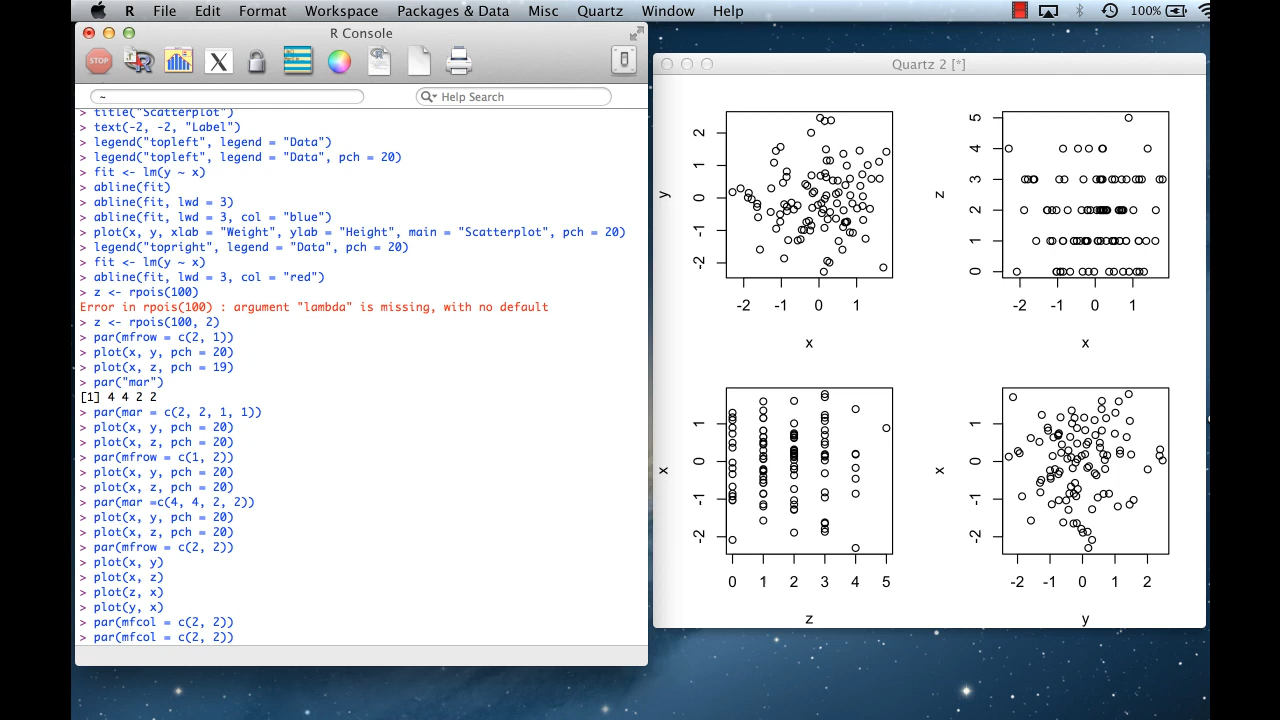 R File Edit Format Workspace Packages & Data Misc Quartz Window Help 100%
R Console
STOP X
~ Help Search
> title("Scatterplot")
> text(-2, -2, "Label")
> legend("topleft", legend = "Data")
> legend("topleft", legend = "Data", pch = 20)
> fit <- lm(y ~ x)
> abline(fit)
> abline(fit, lwd = 3)
> abline(fit, lwd = 3, col = "blue")
> plot(x, y, xlab = "Weight", ylab = "Height", main = "Scatterplot", pch = 20)
> legend("topright", legend = "Data", pch = 20)
> fit <- lm(y ~ x)
> abline(fit, lwd = 3, col = "red")
> z <- rpois(100)
Error in rpois(100) : argument "lambda" is missing, with no default
> z <- rpois(100, 2)
> par(mfrow = c(2, 1))
> plot(x, y, pch = 20)
> plot(x, z, pch = 19)
> par("mar")
[1] 4 4 2 2
> par(mar = c(2, 2, 1, 1))
> plot(x, y, pch = 20)
> plot(x, z, pch = 20)
> par(mfrow = c(1, 2))
> plot(x, y, pch = 20)
> plot(x, z, pch = 20)
> par(mar =c(4, 4, 2, 2))
> plot(x, y, pch = 20)
> plot(x, z, pch = 20)
> par(mfrow = c(2, 2))
> plot(x, y)
> plot(x, z)
> plot(z, x)
> plot(y, x)
> par(mfcol = c(2, 2))
> par(mfcol = c(2, 2))
Quartz 2 [*]
y
2
1
0
-1
-2
-2 -1 0 1
x
z
5
4
3
2
1
0
-2 -1 0 1
x
x
1
0
-1
-2
0 1 2 3 4 5
z
x
1
0
-1
-2
-2 -1 0 1 2
y